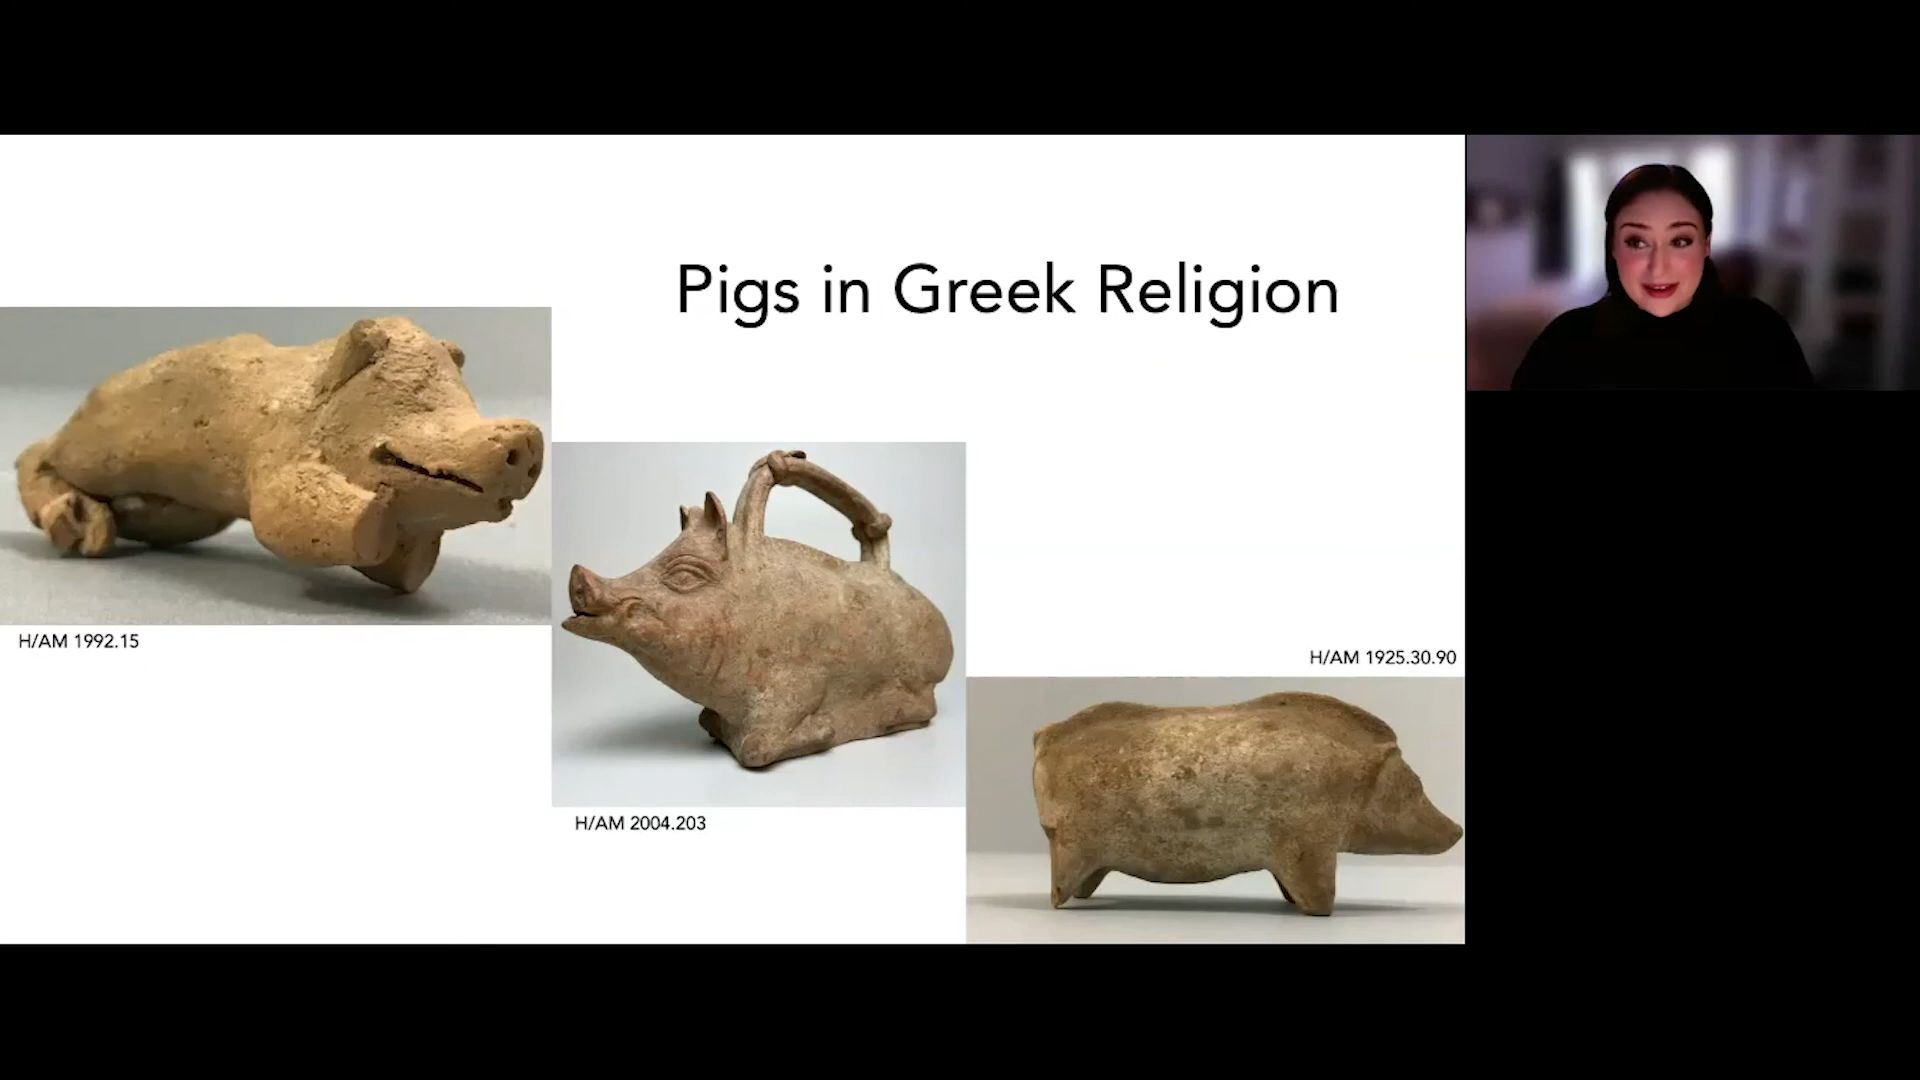 Pigs in Greek Religion
H/AM 1992.15
H/AM 2004.203
H/AM 1925.30.90